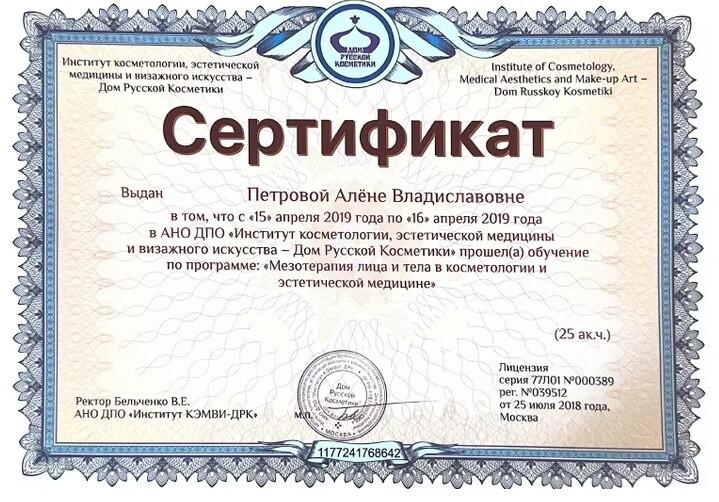 ДОМ
РУССКОЙ
КОСМЕТИКИ
Институт косметологии, эстетической
медицины и визажного искусства –
Дом Русской Косметики
Institute of Cosmetology,
Medical Aesthetics and Make-up Art –
Dom Russkoy Kosmetiki
Сертификат
Выдан Петровой Алёне Владиславовне
в том, что с «15» апреля 2019 года по «16» апреля 2019 года
в АНО ДПО «Институт косметологии, эстетической медицины
и визажного искусства – Дом Русской Косметики» прошел(а) обучение
по программе: «Мезотерапия лица и тела в косметологии и
эстетической медицине»
(25 ак.ч.)
Лицензия
серия 77Л01 №000389
рег. №039512
от 25 июля 2018 года,
Москва
Ректор Бельченко В.Е.
АНО ДПО «Институт КЭМВИ-ДРК»
М.П.
Дом
Русской
Косметики
МОСКВА
1177241768642